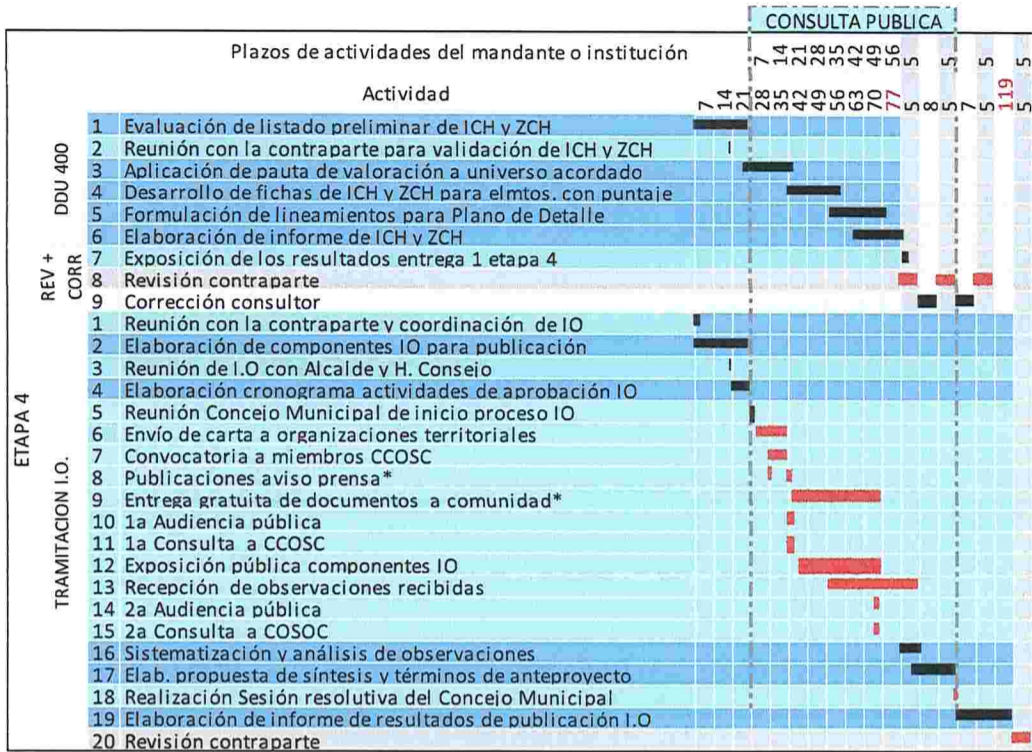 CONSULTA PUBLICA
Plazos de actividades del mandante o institución 7 14 21 28 35 42 49 56 5 5 5 5 5
Actividad 7 14 21 28 35 42 49 56 63 70 77 5 8 5 7 5 119 5
ETAPA 4
DDU 400
1 Evaluación de listado preliminar de ICH y ZCH
2 Reunión con la contraparte para validación de ICH y ZCH
3 Aplicación de pauta de valoración a universo acordado
4 Desarrollo de fichas de ICH y ZCH para elmtos. con puntaje
5 Formulación de lineamientos para Plano de Detalle
6 Elaboración de informe de ICH y ZCH
REV +
CORR
7 Exposición de los resultados entrega 1 etapa 4
8 Revisión contraparte
9 Corrección consultor
TRAMITACION I.O.
1 Reunión con la contraparte y coordinación de IO
2 Elaboración de componentes IO para publicación
3 Reunión de I.O con Alcalde y H. Consejo
4 Elaboración cronograma actividades de aprobación IO
5 Reunión Concejo Municipal de inicio proceso IO
6 Envío de carta a organizaciones territoriales
7 Convocatoria a miembros CCOSC
8 Publicaciones aviso prensa*
9 Entrega gratuita de documentos a comunidad*
10 1a Audiencia pública
11 1a Consulta a CCOSC
12 Exposición pública componentes IO
13 Recepción de observaciones recibidas
14 2a Audiencia pública
15 2a Consulta a COSOC
16 Sistematización y análisis de observaciones
17 Elab. propuesta de síntesis y términos de anteproyecto
18 Realización Sesión resolutiva del Concejo Municipal
19 Elaboración de informe de resultados de publicación I.O
20 Revisión contraparte